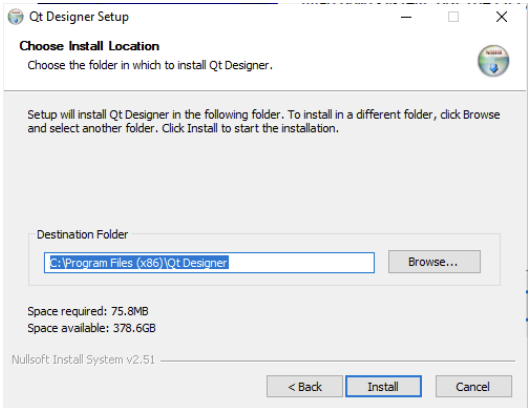 Qt Designer Setup
Choose Install Location
Choose the folder in which to install Qt Designer.
Setup will install Qt Designer in the following folder. To install in a different folder, click Browse
and select another folder. Click Install to start the installation.
Destination Folder
C:\Program Files (x86)\Qt Designer
Browse...
Space required: 75.8MB
Space available: 378.6GB
Nullsoft Install System v2.51
< Back
Install
Cancel